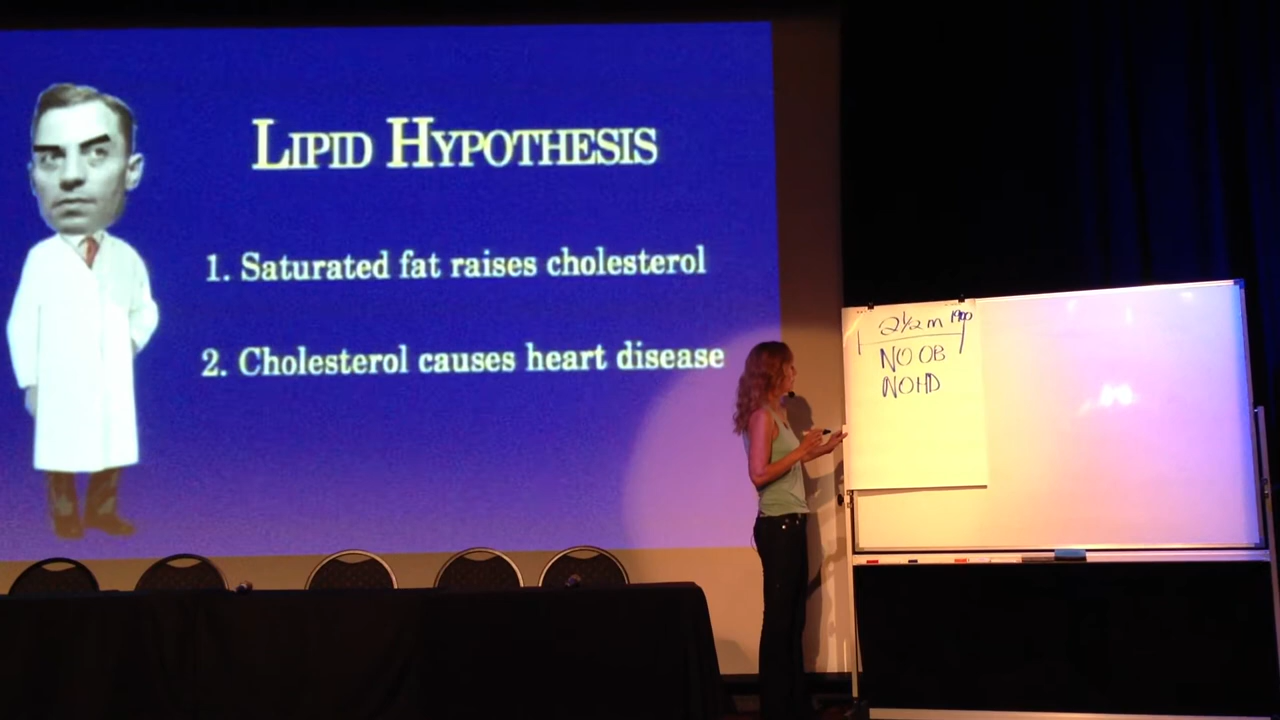 LIPID HYPOTHESIS
1. Saturated fat raises cholesterol
2. Cholesterol causes heart disease
2½ m 1900
NO OB
NO HD